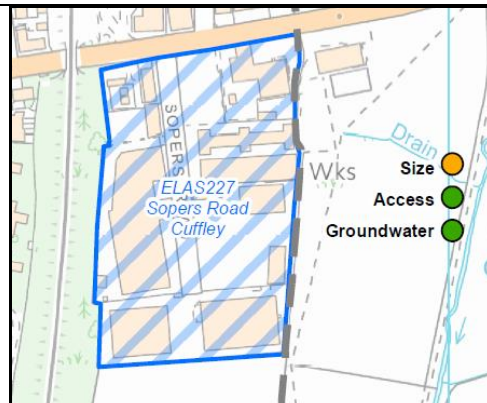 SOPERS
ELAS227
Sopers Road
Cuffley
Wks
Drain
Size
Access
Groundwater